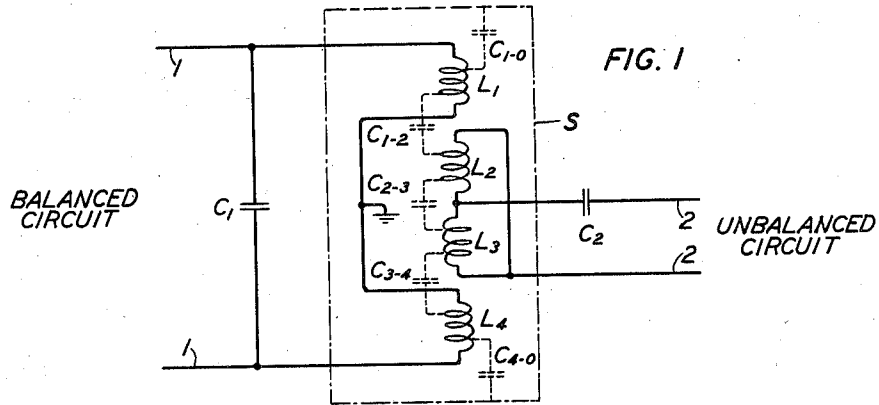 FIG. 1
1
C1-0
L1
S
C1-2
L2
BALANCED
CIRCUIT
C1
C2-3
C2
2
UNBALANCED
CIRCUIT
2
L3
C3-4
L4
1
C4-0